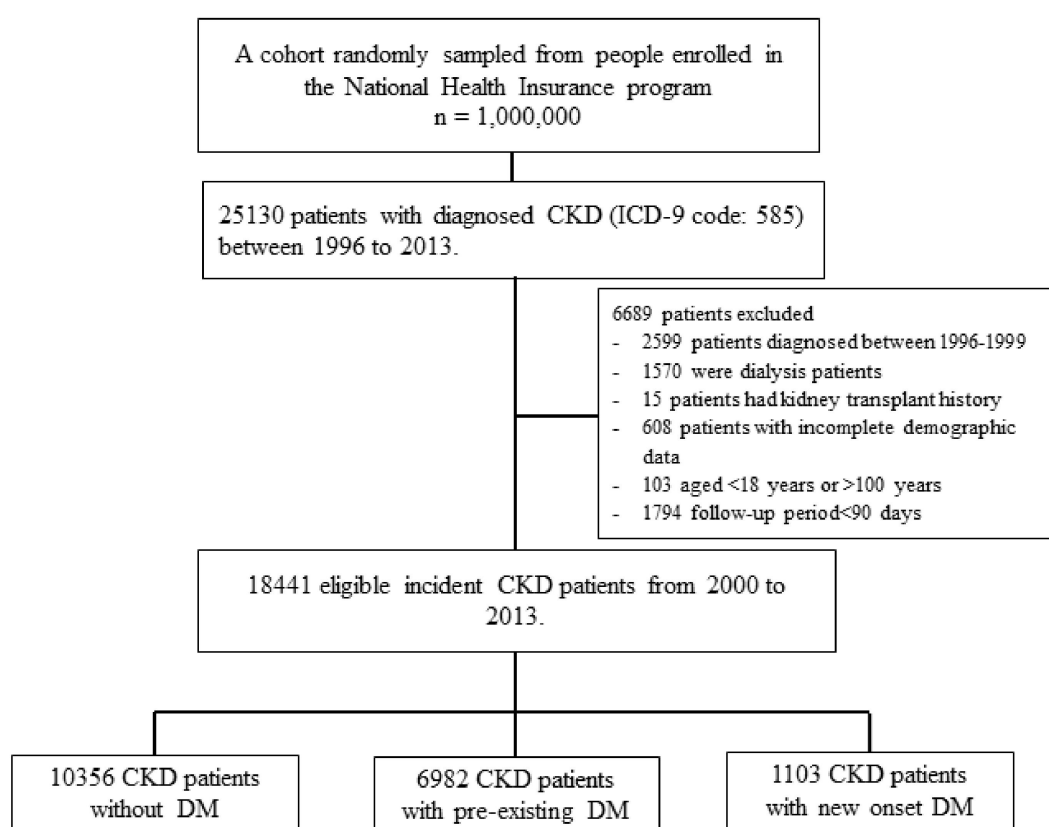 A cohort randomly sampled from people enrolled in
the National Health Insurance program
n = 1,000,000
25130 patients with diagnosed CKD (ICD-9 code: 585)
between 1996 to 2013.
6689 patients excluded
- 2599 patients diagnosed between 1996-1999
- 1570 were dialysis patients
- 15 patients had kidney transplant history
- 608 patients with incomplete demographic
data
- 103 aged <18 years or >100 years
- 1794 follow-up period<90 days
18441 eligible incident CKD patients from 2000 to
2013.
10356 CKD patients
without DM
6982 CKD patients
with pre-existing DM
1103 CKD patients
with new onset DM